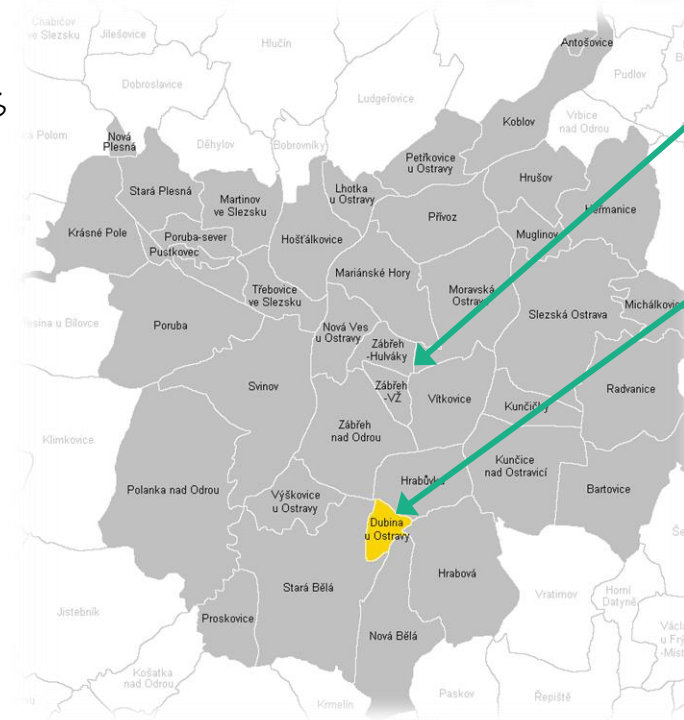 Chabičov
ve Slezsku
Jilešovice
Hlučín
Antošovice
Pudlov
Dobroslavice
Ludgeřovice
Vrbice
nad Odrou
Koblov
Polom
Nová
Plesná
Děhylov
Bobrovníky
Petřkovice
u Ostravy
Hrušov
Stará Plesná
Martinov
ve Slezsku
Lhotka
u Ostravy
Heřmanice
Přívoz
Krásné Pole
Poruba-sever
Pustkovec
Hošťálkovice
Muglinov
Mariánské Hory
Třebovice
ve Slezsku
Moravská
Ostrava
Slezská Ostrava
Michálkovice
Poruba
Nová Ves
u Ostravy
Zábřeh
-Hulváky
Svinov
Zábřeh
-VŽ
Vítkovice
Kunčičky
Radvanice
Zábřeh
nad Odrou
Klimkovice
Kunčice
nad Ostravicí
Hrabůvka
Polanka nad Odrou
Výškovice
u Ostravy
Bartovice
Dubina
u Ostravy
Stará Bělá
Hrabová
Vratimov
Horní
Datyně
Jistebník
Proskovice
Nová Bělá
Košatka
nad Odrou
Krmelín
Paskov
Řepiště